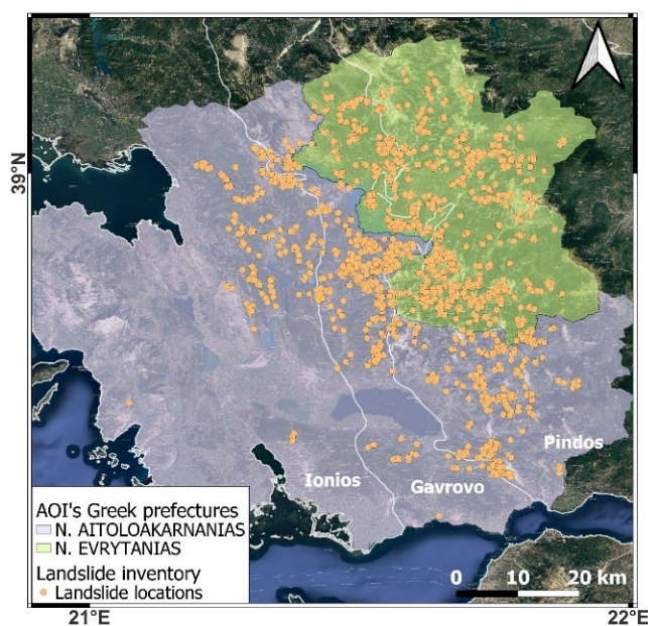 39°N
Ionios
Gavrovo
Pindos
AOI's Greek prefectures
N. AITOLOAKARNANIAS
N. EVRYTANIAS
Landslide inventory
Landslide locations
0 10 20 km
21°E
22°E